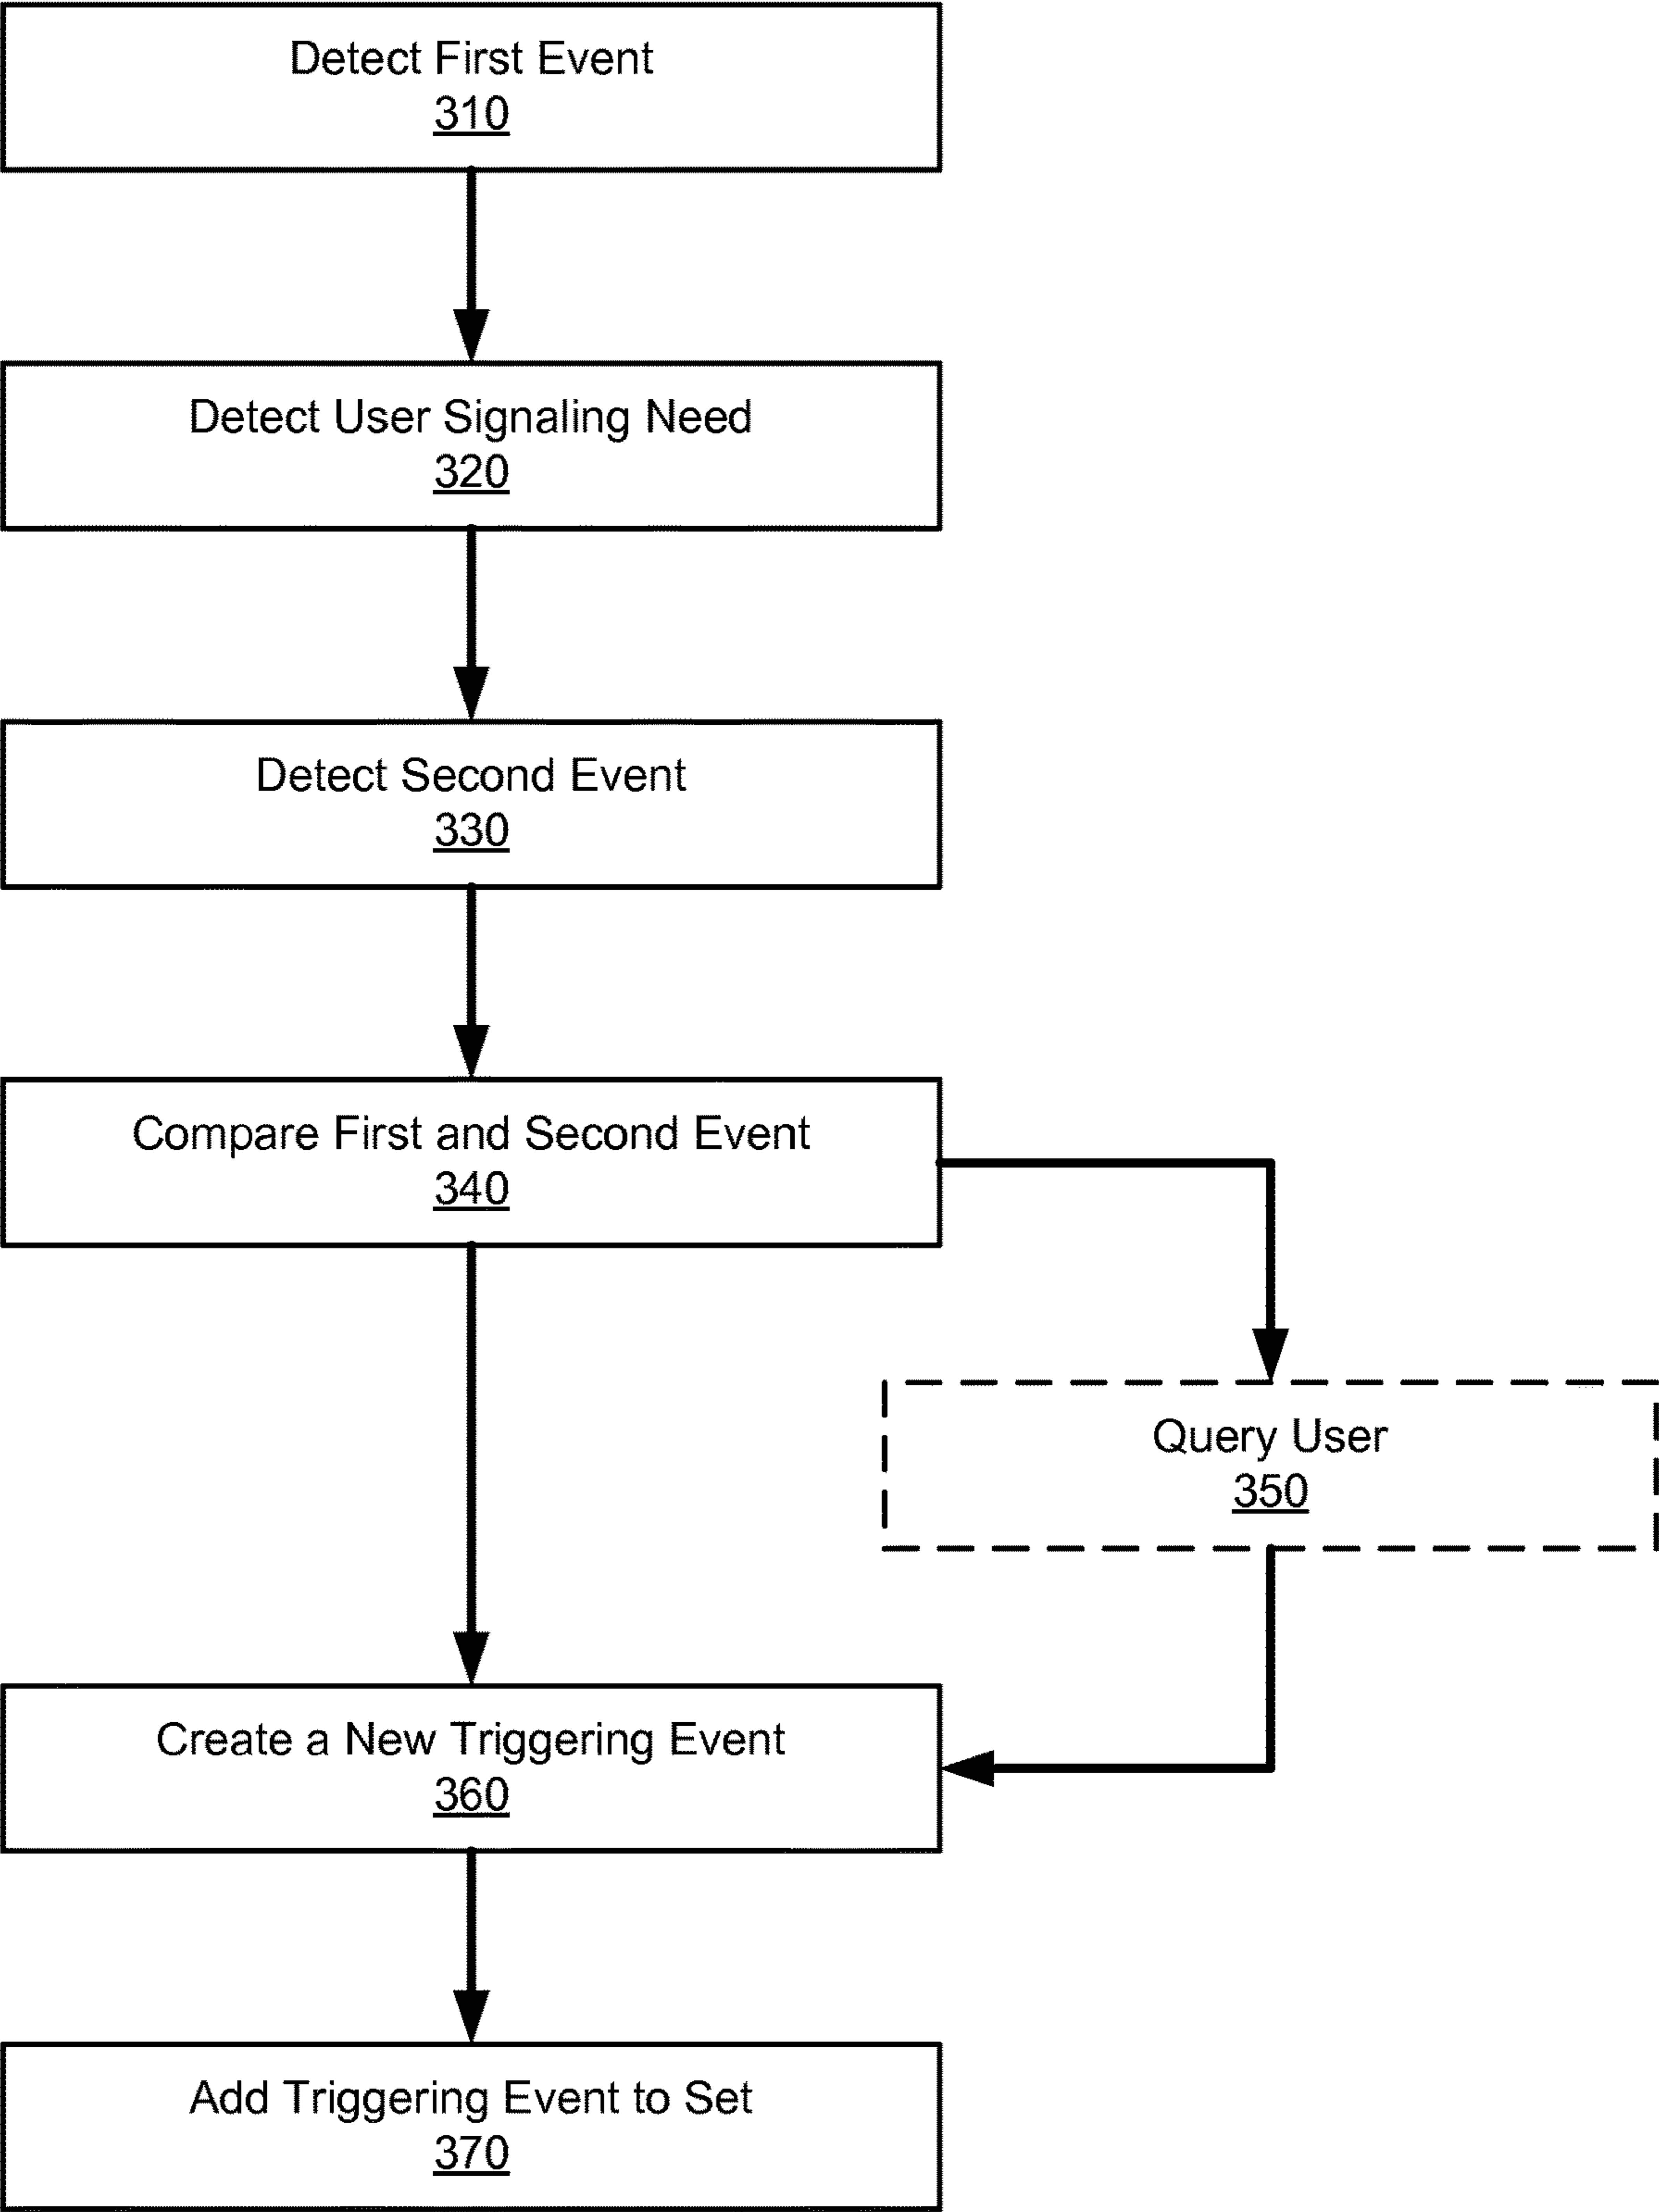 Detect First Event
310
Detect User Signaling Need
320
Detect Second Event
330
Compare First and Second Event
340
Query User
350
Create a New Triggering Event
360
Add Triggering Event to Set
370